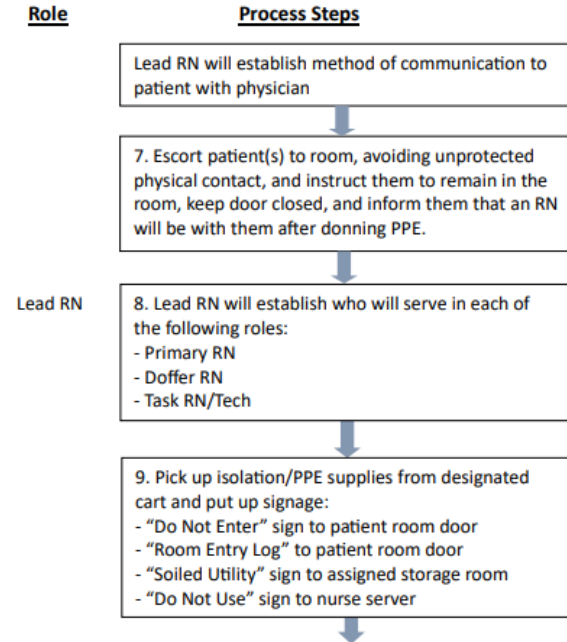 Role
Process Steps
Lead RN will establish method of communication to
patient with physician
7. Escort patient(s) to room, avoiding unprotected
physical contact, and instruct them to remain in the
room, keep door closed, and inform them that an RN
will be with them after donning PPE.
Lead RN
8. Lead RN will establish who will serve in each of
the following roles:
- Primary RN
- Doffer RN
- Task RN/Tech
9. Pick up isolation/PPE supplies from designated
cart and put up signage:
- “Do Not Enter” sign to patient room door
- “Room Entry Log” to patient room door
- “Soiled Utility” sign to assigned storage room
- “Do Not Use” sign to nurse server